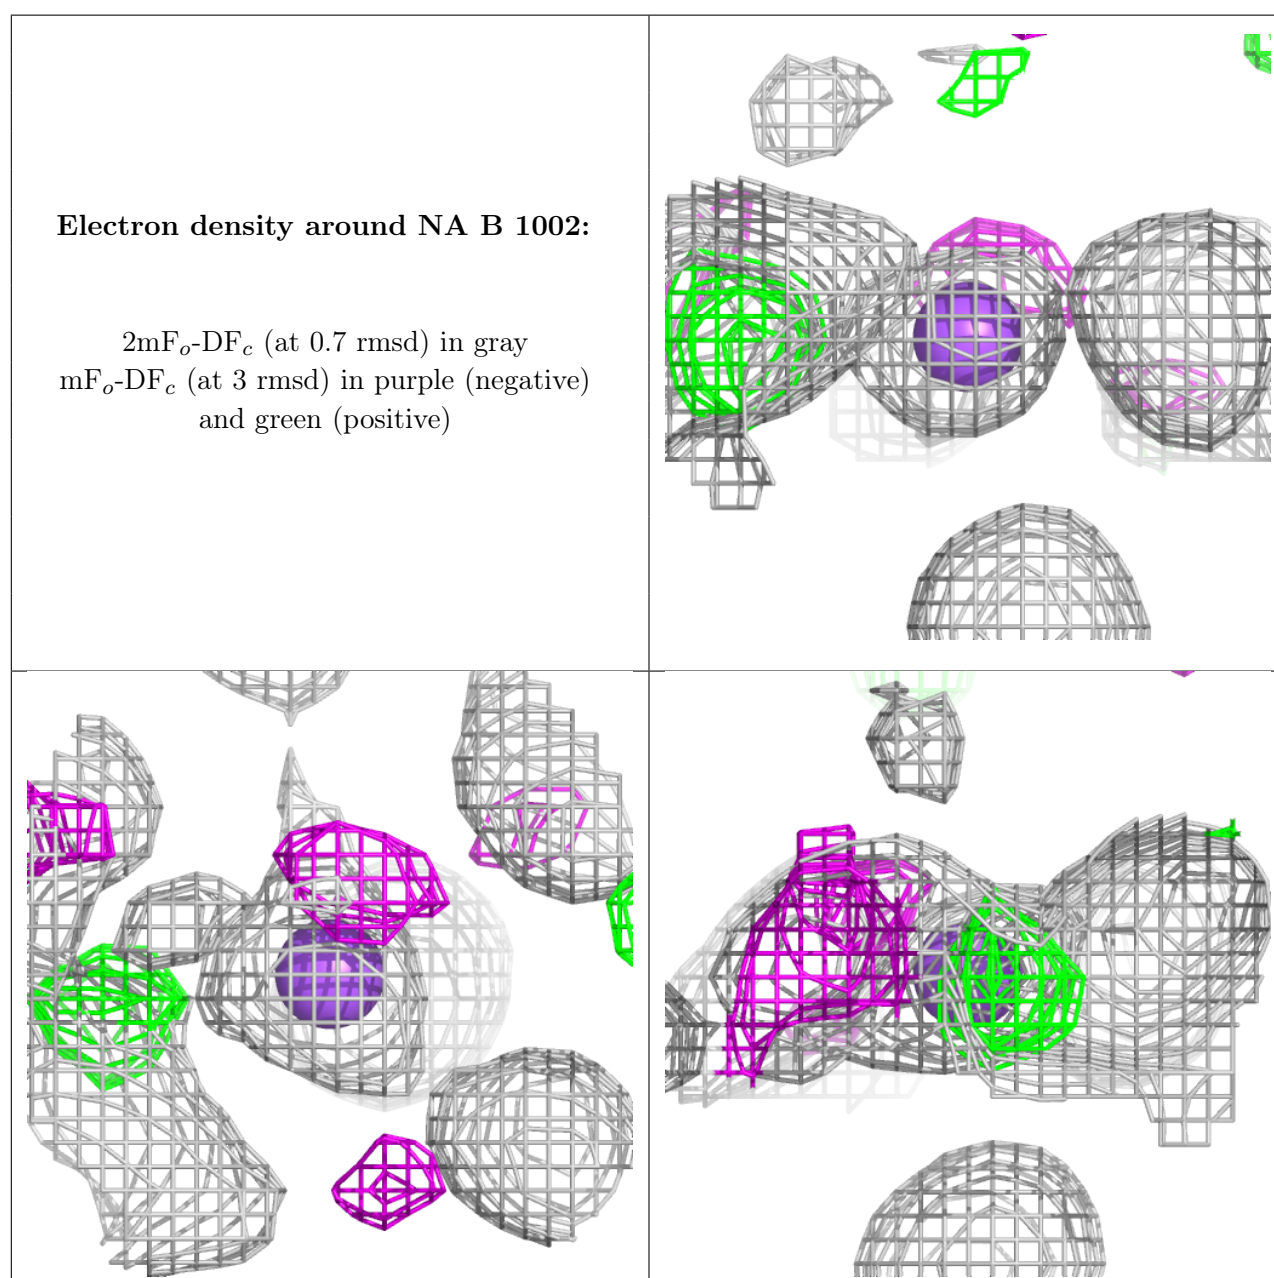 Electron density around NA B 1002:
2mFo-DFc (at 0.7 rmsd) in gray
mFo-DFc (at 3 rmsd) in purple (negative)
and green (positive)